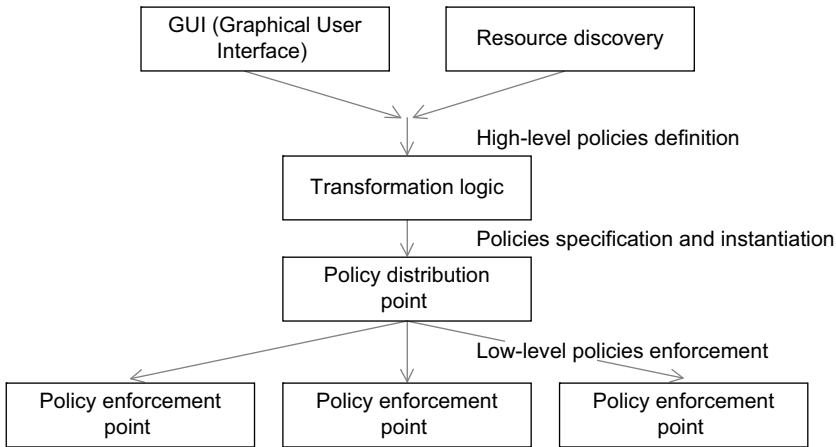 GUI (Graphical User
Interface)
Resource discovery
High-level policies definition
Transformation logic
Policies specification and instantiation
Policy distribution
point
Low-level policies enforcement
Policy enforcement
point
Policy enforcement
point
Policy enforcement
point